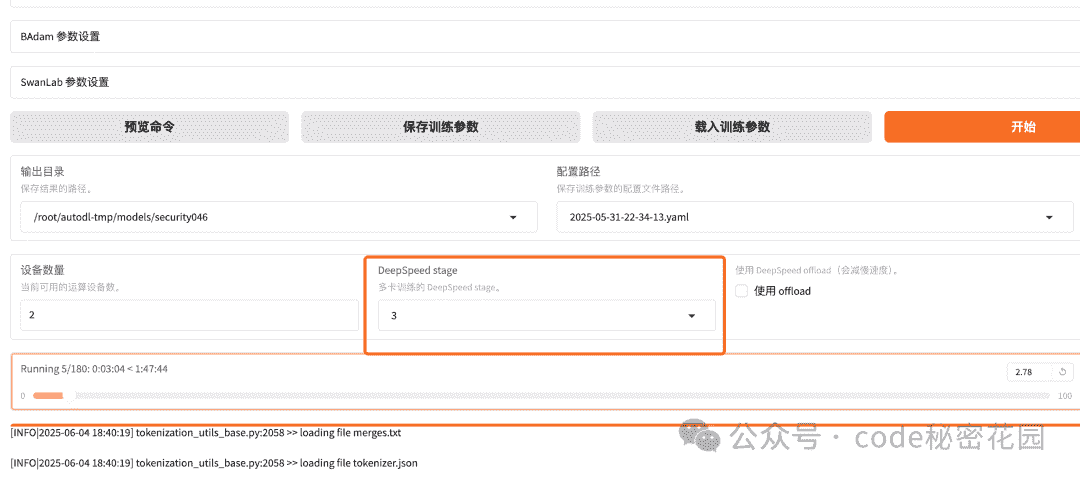 BAdam 参数设置
SwanLab 参数设置
预览命令
保存训练参数
载入训练参数
开始
输出目录
保存结果的路径。
/root/autodl-tmp/models/security046
配置路径
保存训练参数的配置文件路径。
2025-05-31-22-34-13.yaml
设备数量
当前可用的运算设备数。
2
DeepSpeed stage
多卡训练的 DeepSpeed stage。
3
使用 DeepSpeed offload（会减慢速度）。
使用 offload
Running 5/180: 0:03:04 < 1:47:44
2.78
0
100
[INFO|2025-06-04 18:40:19] tokenization_utils_base.py:2058 >> loading file merges.txt
公众号 · code秘密花园
[INFO|2025-06-04 18:40:19] tokenization_utils_base.py:2058 >> loading file tokenizer.json